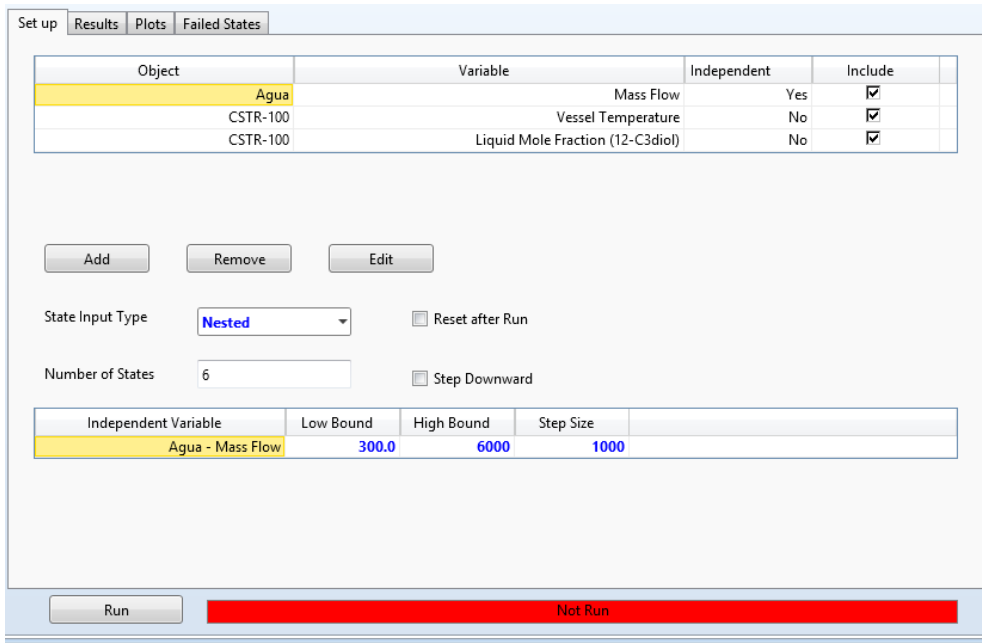 Set up Results Plots Failed States
Object Variable Independent Include
Agua Mass Flow Yes
CSTR-100 Vessel Temperature No
CSTR-100 Liquid Mole Fraction (12-C3diol) No
Add Remove Edit
State Input Type Nested Reset after Run
Number of States 6 Step Downward
Independent Variable Low Bound High Bound Step Size
Agua - Mass Flow 300.0 6000 1000
Run Not Run